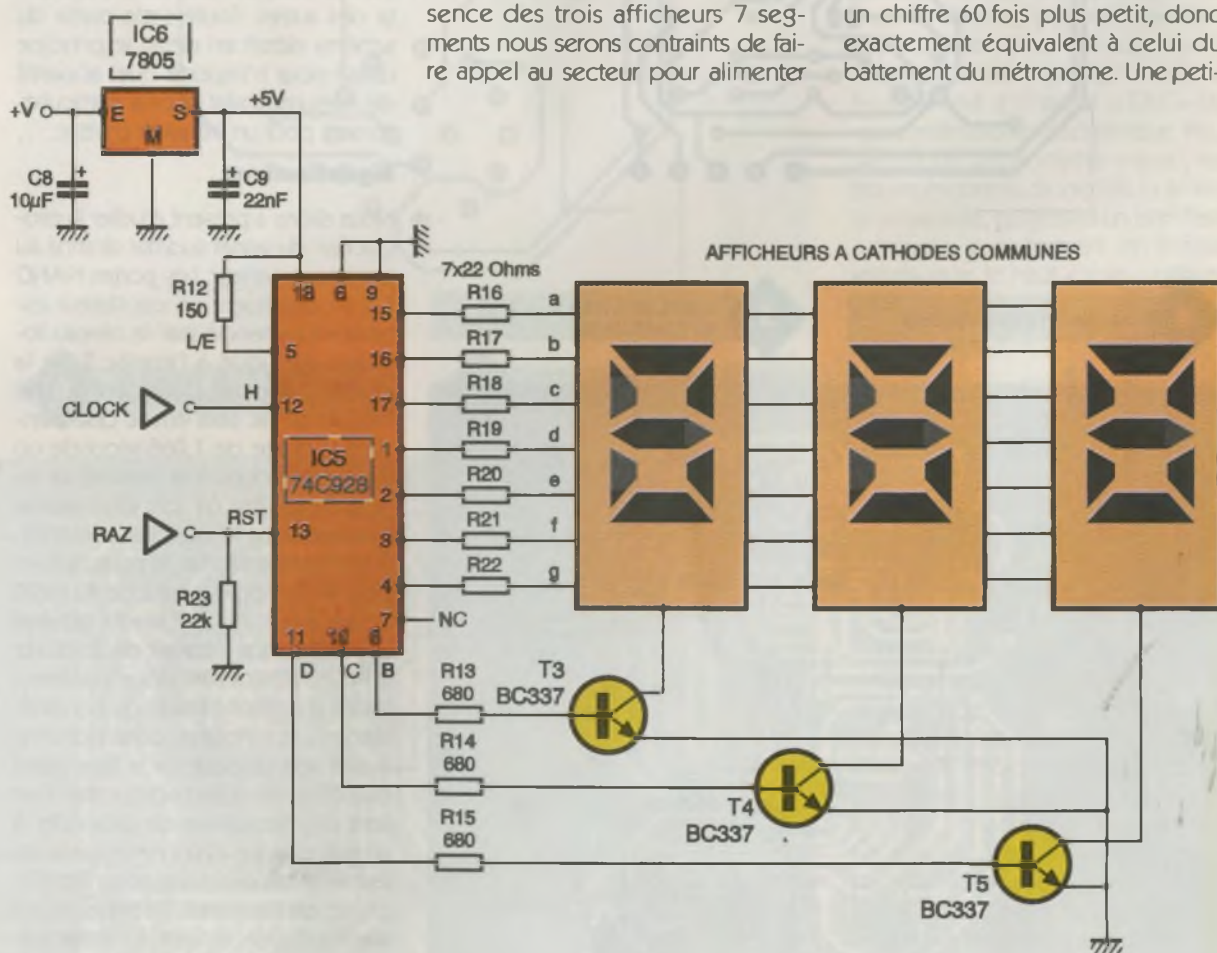 sence des trois afficheurs 7 seg-
ments nous serons contraints de fai-
re appel au secteur pour alimenter
un chiffre 60 fois plus petit, donc
exactement équivalent à celui du
battement du métronome. Une peti-
IC6
7805
+V
E
S
M
+5V
C8
10µF
+
C9
22nF
+
AFFICHEURS A CATHODES COMMUNES
R12
150
L/E
18
6
9
5
CLOCK
H
12
IC5
74C928
RAZ
RST
13
R23
22k
15
16
17
1
2
3
4
7
NC
11
10
8
D
C
B
7x22 Ohms
R16
a
R17
b
R18
c
R19
d
R20
e
R21
f
R22
g
R13
680
R14
680
R15
680
T3
BC337
T4
BC337
T5
BC337